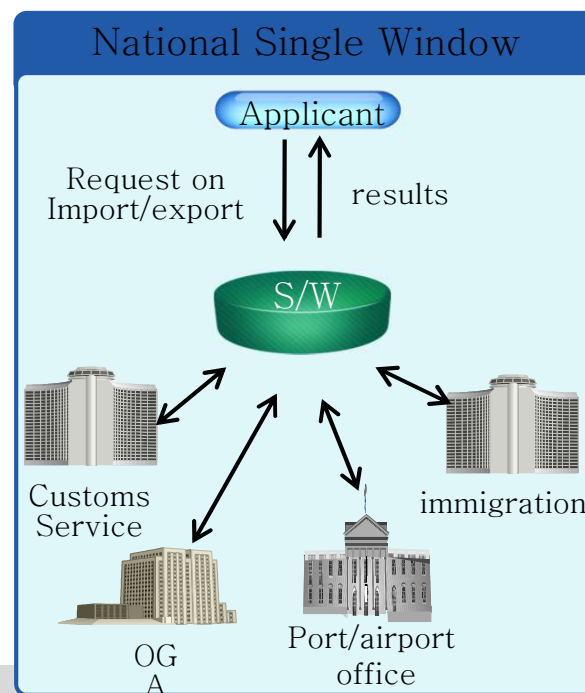 National Single Window
Applicant
Request on
Import/export
results
S/W
Customs
Service
immigration
OG
A
Port/airport
office